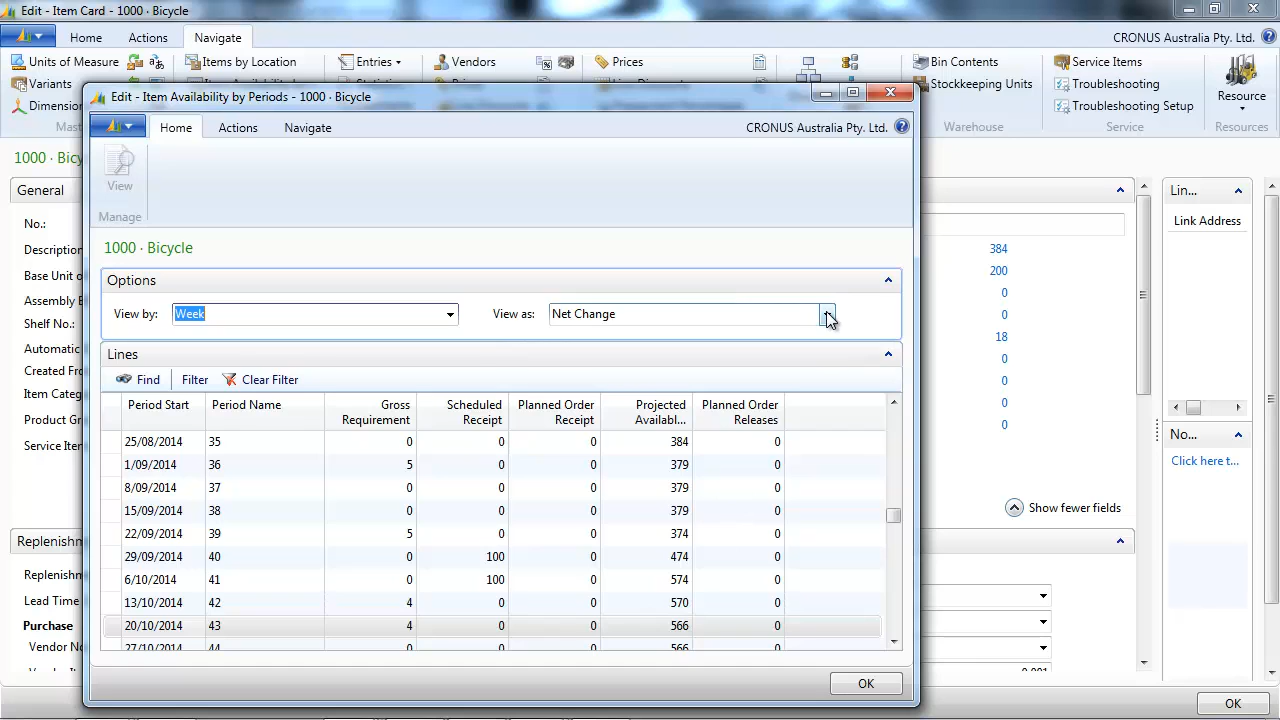 Edit - Item Card - 1000 · Bicycle
Home Actions Navigate CRONUS Australia Pty. Ltd.
Units of Measure Items by Location Entries Vendors Prices Bin Contents Service Items
Variants Stockkeeping Units Troubleshooting Resource
Dimension Troubleshooting Setup
Mast Warehouse Service Resources
Edit - Item Availability by Periods - 1000 · Bicycle
Home Actions Navigate CRONUS Australia Pty. Ltd.
View
Manage
1000 · Bicycle
Options
View by: Week View as: Net Change
Lines
Find Filter Clear Filter
Period Start Period Name Gross Requirement Scheduled Receipt Planned Order Receipt Projected Availabl... Planned Order Releases
25/08/2014 35 0 0 0 384 0
1/09/2014 36 5 0 0 379 0
8/09/2014 37 0 0 0 379 0
15/09/2014 38 0 0 0 379 0
22/09/2014 39 5 0 0 374 0
29/09/2014 40 0 100 0 474 0
6/10/2014 41 0 100 0 574 0
13/10/2014 42 4 0 0 570 0
20/10/2014 43 4 0 0 566 0
27/10/2014 44 0 0 0 566 0
OK
1000 · Bicy
General
No.:
Description
Base Unit o
Assembly B
Shelf No.:
Automatic
Created Fro
Item Categ
Product Gr
Service Item
384
200
0
0
18
0
0
0
0
Show fewer fields
Replenishm
Replenishm
Lead Time
Purchase
Vendor No
Lin...
Link Address
No...
Click here t...
OK